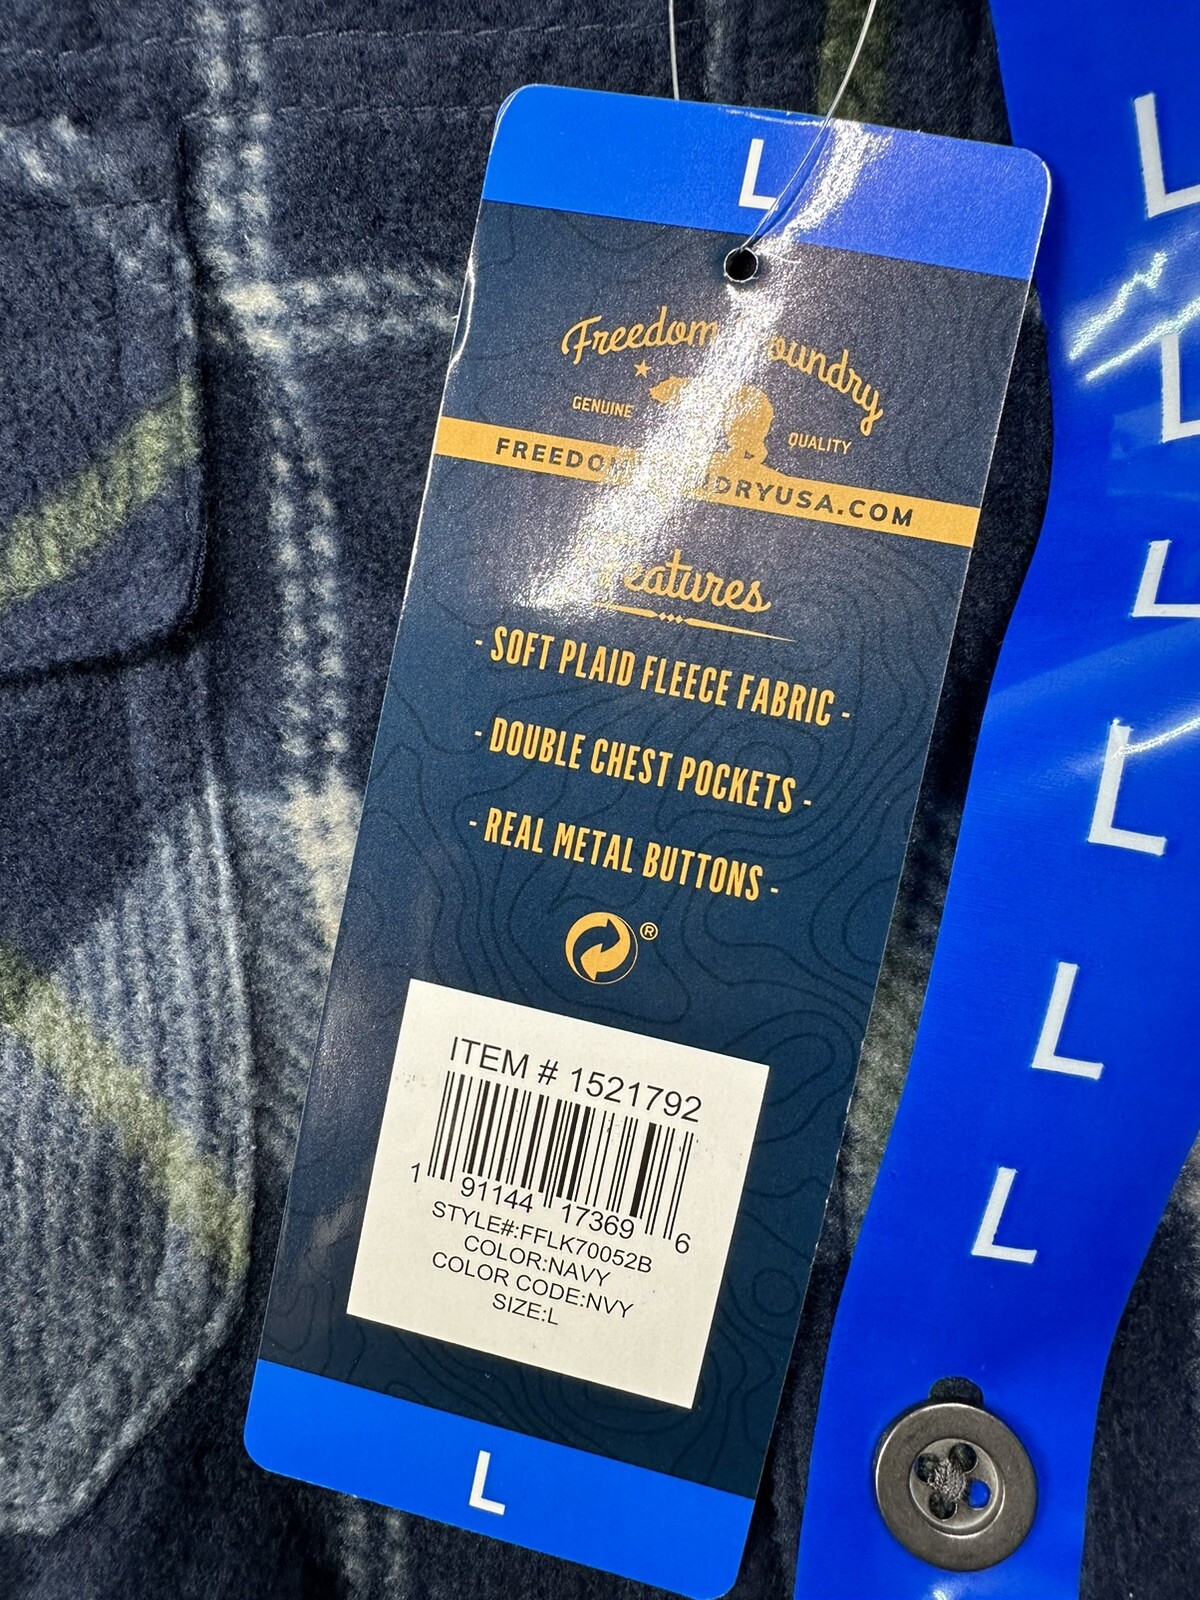 L
Freedom Foundry
GENUINE QUALITY
FREEDOMFOUNDRYUSA.COM
Features
- SOFT PLAID FLEECE FABRIC -
- DOUBLE CHEST POCKETS -
- REAL METAL BUTTONS -
®
ITEM # 1521792
1 91144 17369 6
STYLE#:FFLK70052B
COLOR:NAVY
COLOR CODE:NVY
SIZE:L
L
L
L
L
L
L
L